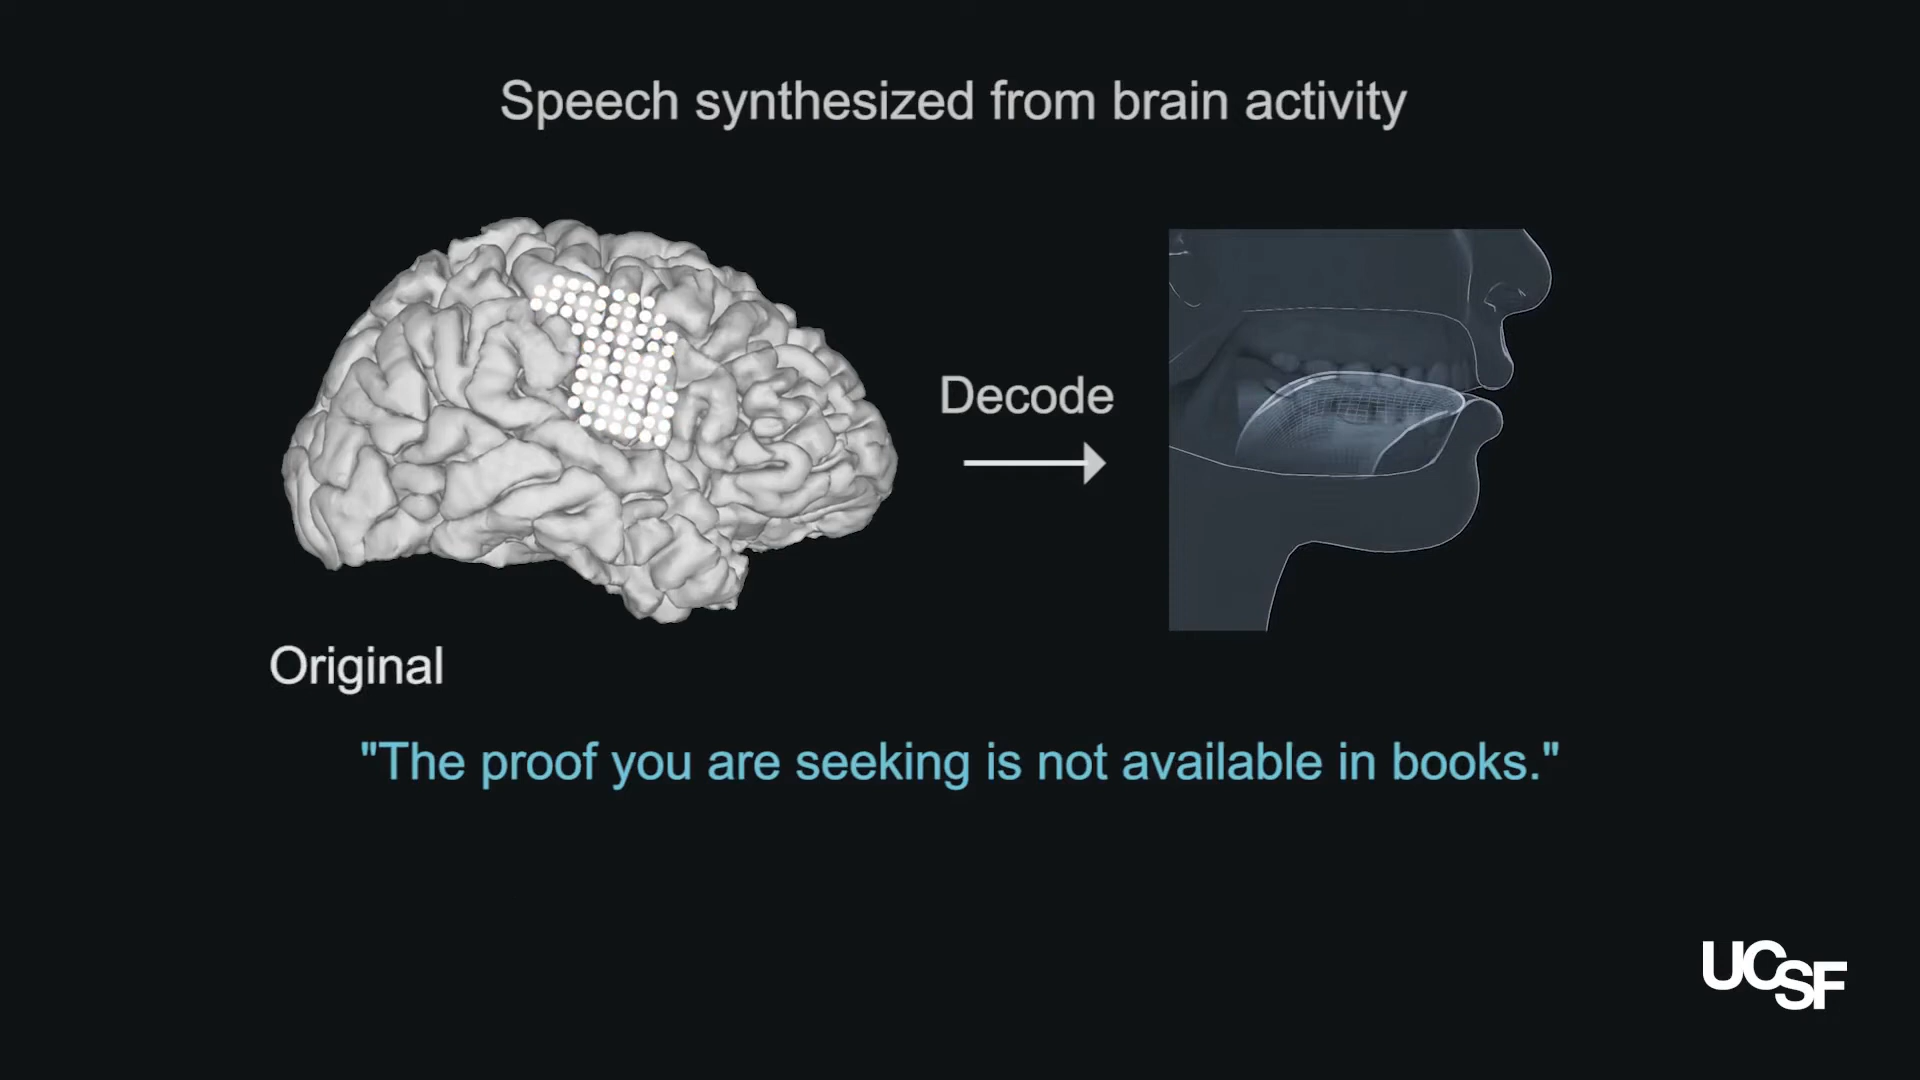 Speech synthesized from brain activity
Decode
Original
"The proof you are seeking is not available in books."
UCSF